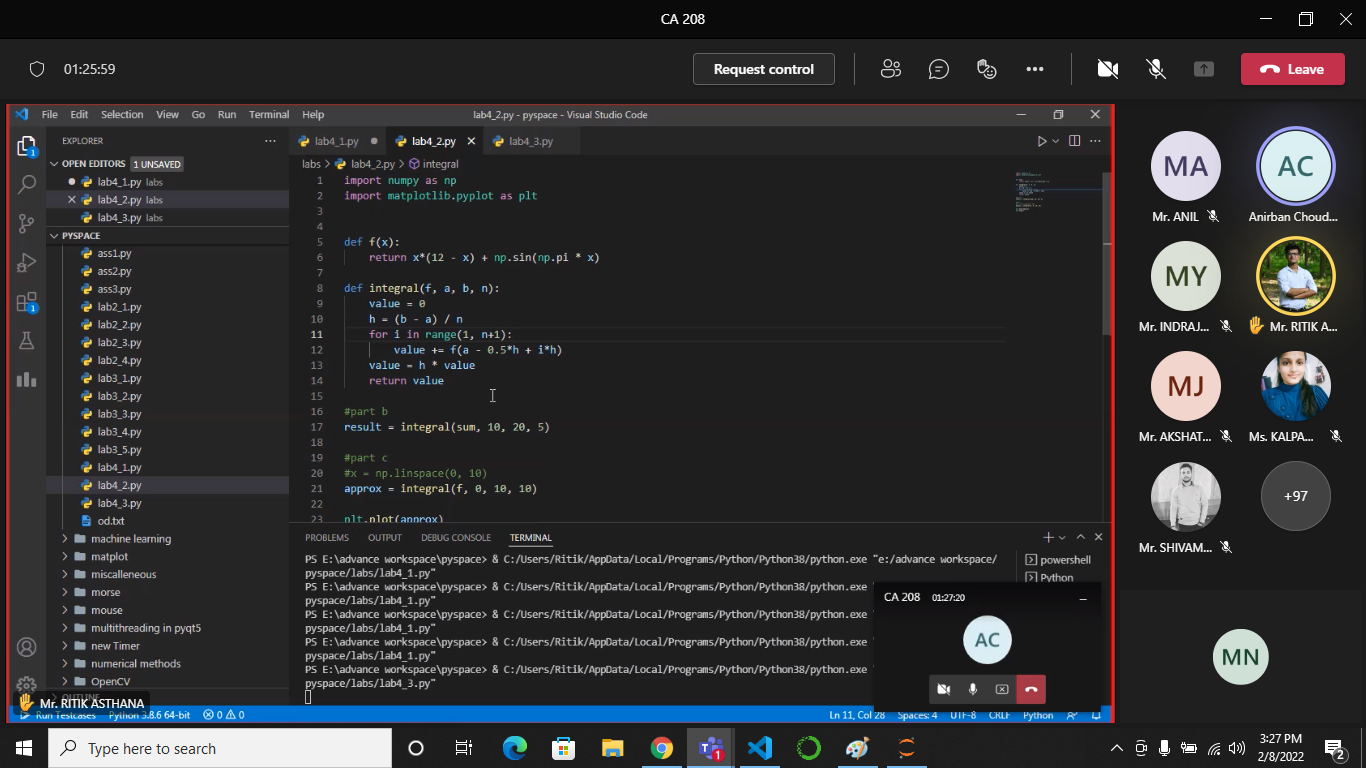 CA 208
01:25:59
Request control
Leave
File Edit Selection View Go Run Terminal Help
lab4_2.py - pyspace - Visual Studio Code
EXPLORER
OPEN EDITORS 1 UNSAVED
lab4_1.py labs
lab4_2.py labs
lab4_3.py labs
PYSPACE
ass1.py
ass2.py
ass3.py
lab2_1.py
lab2_2.py
lab2_3.py
lab2_4.py
lab3_1.py
lab3_2.py
lab3_3.py
lab3_4.py
lab3_5.py
lab4_1.py
lab4_2.py
lab4_3.py
od.txt
machine learning
matplot
miscalleneous
morse
mouse
multithreading in pyqt5
new Timer
numerical methods
OpenCV
OUTLINE
Mr. RITIK ASTHANA
lab4_1.py lab4_2.py lab4_3.py
labs > lab4_2.py > integral
1 import numpy as np
2 import matplotlib.pyplot as plt
3
4
5 def f(x):
6 return x*(12 - x) + np.sin(np.pi * x)
7
8 def integral(f, a, b, n):
9 value = 0
10 h = (b - a) / n
11 for i in range(1, n+1):
12 value += f(a - 0.5*h + i*h)
13 value = h * value
14 return value
15
16 #part b
17 result = integral(sum, 10, 20, 5)
18
19 #part c
20 #x = np.linspace(0, 10)
21 approx = integral(f, 0, 10, 10)
22
23 plt.plot(approx)
PROBLEMS OUTPUT DEBUG CONSOLE TERMINAL
PS E:\advance workspace\pyspace> & C:/Users/Ritik/AppData/Local/Programs/Python/Python38/python.exe "e:/advance workspace/
pyspace/labs/lab4_1.py"
PS E:\advance workspace\pyspace> & C:/Users/Ritik/AppData/Local/Programs/Python/Python38/python.exe "
pyspace/labs/lab4_1.py"
PS E:\advance workspace\pyspace> & C:/Users/Ritik/AppData/Local/Programs/Python/Python38/python.exe "
pyspace/labs/lab4_1.py"
PS E:\advance workspace\pyspace> & C:/Users/Ritik/AppData/Local/Programs/Python/Python38/python.exe "
pyspace/labs/lab4_1.py"
PS E:\advance workspace\pyspace> & C:/Users/Ritik/AppData/Local/Programs/Python/Python38/python.exe "
pyspace/labs/lab4_3.py"
powershell
Python
CA 208 01:27:20
AC
Run Testcases Python 3.8.6 64-bit 0 0
Ln 11, Col 28 Spaces: 4 UTF-8 CRLF Python
MA
Mr. ANIL
AC
Anirban Choud...
MY
Mr. INDRAJ...
Mr. RITIK A...
MJ
Mr. AKSHAT...
Ms. KALPA...
Mr. SHIVAM...
+97
MN
Type here to search
3:27 PM
2/8/2022